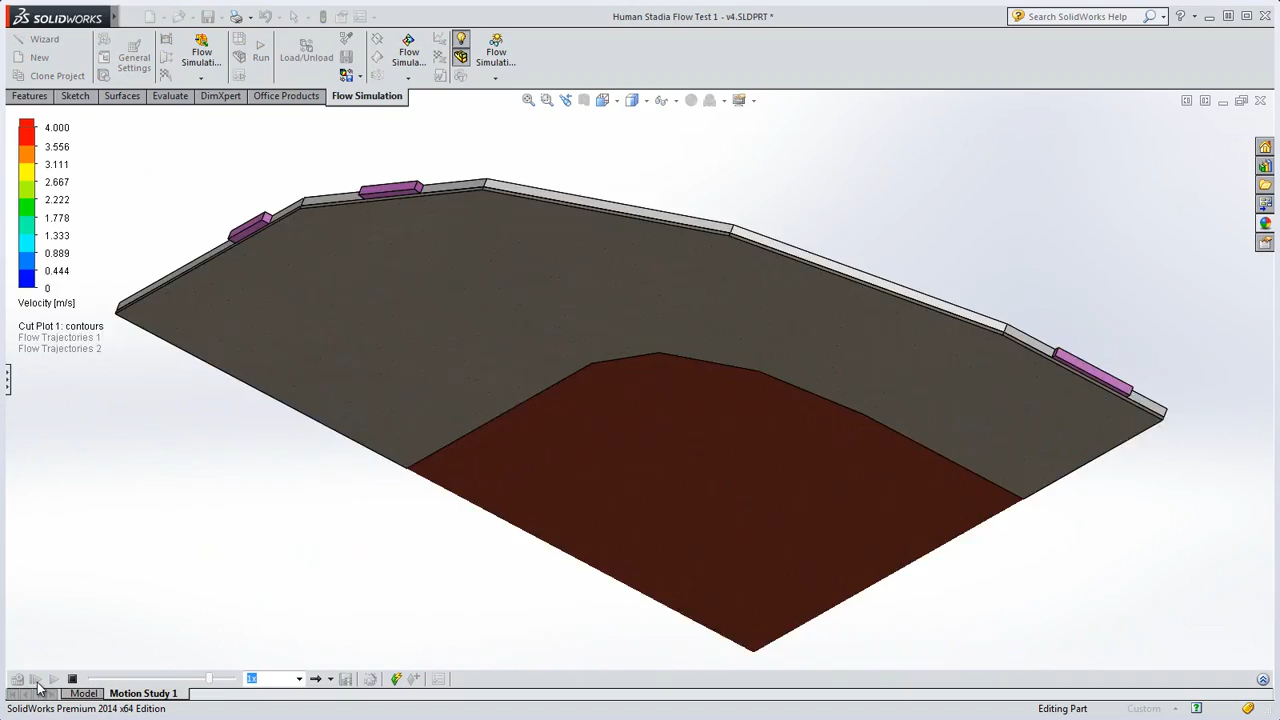 SOLIDWORKS
Human Stadia Flow Test 1 - v4.SLDPRT *
Search SolidWorks Help
Wizard
New
Clone Project
General
Settings
Flow
Simulati...
Run
Load/Unload
Flow
Simula...
Flow
Simulati...
Features
Sketch
Surfaces
Evaluate
DimXpert
Office Products
Flow Simulation
4.000
3.556
3.111
2.667
2.222
1.778
1.333
0.889
0.444
0
Velocity [m/s]
Cut Plot 1: contours
Flow Trajectories 1
Flow Trajectories 2
1x
Model
Motion Study 1
SolidWorks Premium 2014 x64 Edition
Editing Part
Custom